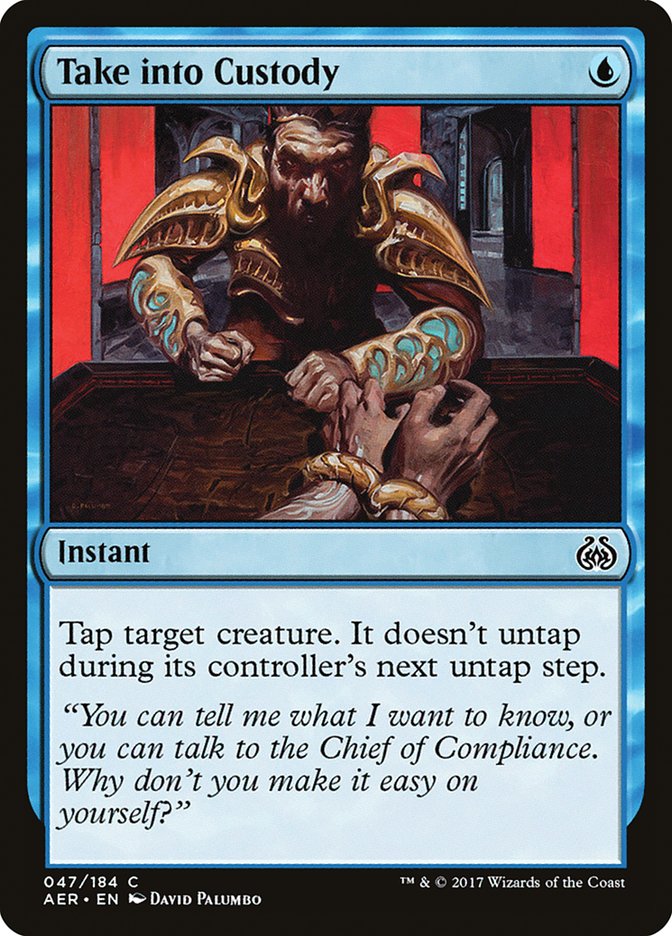 Take into Custody
Instant
Tap target creature. It doesn't untap
during its controller's next untap step.
"You can tell me what I want to know, or
you can talk to the Chief of Compliance.
Why don't you make it easy on
yourself?"
047/184 C
AER • EN David Palumbo
™ & © 2017 Wizards of the Coast